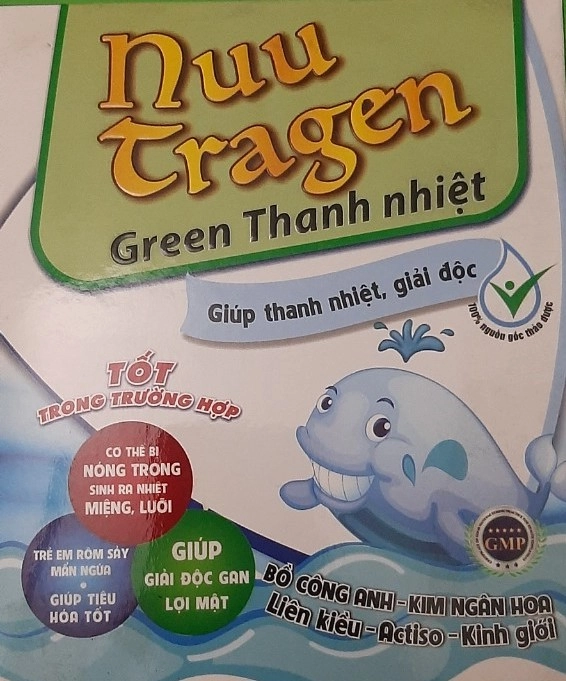 nuu
tragen
Green Thanh nhiệt
Giúp thanh nhiệt, giải độc
100% nguồn gốc thảo dược
TỐT
TRONG TRƯỜNG HỢP
CƠ THỂ BỊ
NÓNG TRONG
SINH RA NHIỆT
MIỆNG, LƯỠI
TRẺ EM RÔM SẢY
MẨN NGỨA
•
GIÚP TIÊU
HÓA TỐT
GIÚP
GIẢI ĐỘC GAN
LỢI MẬT
GMP
BỒ CÔNG ANH - KIM NGÂN HOA
Liên kiều - Actiso - Kinh giới